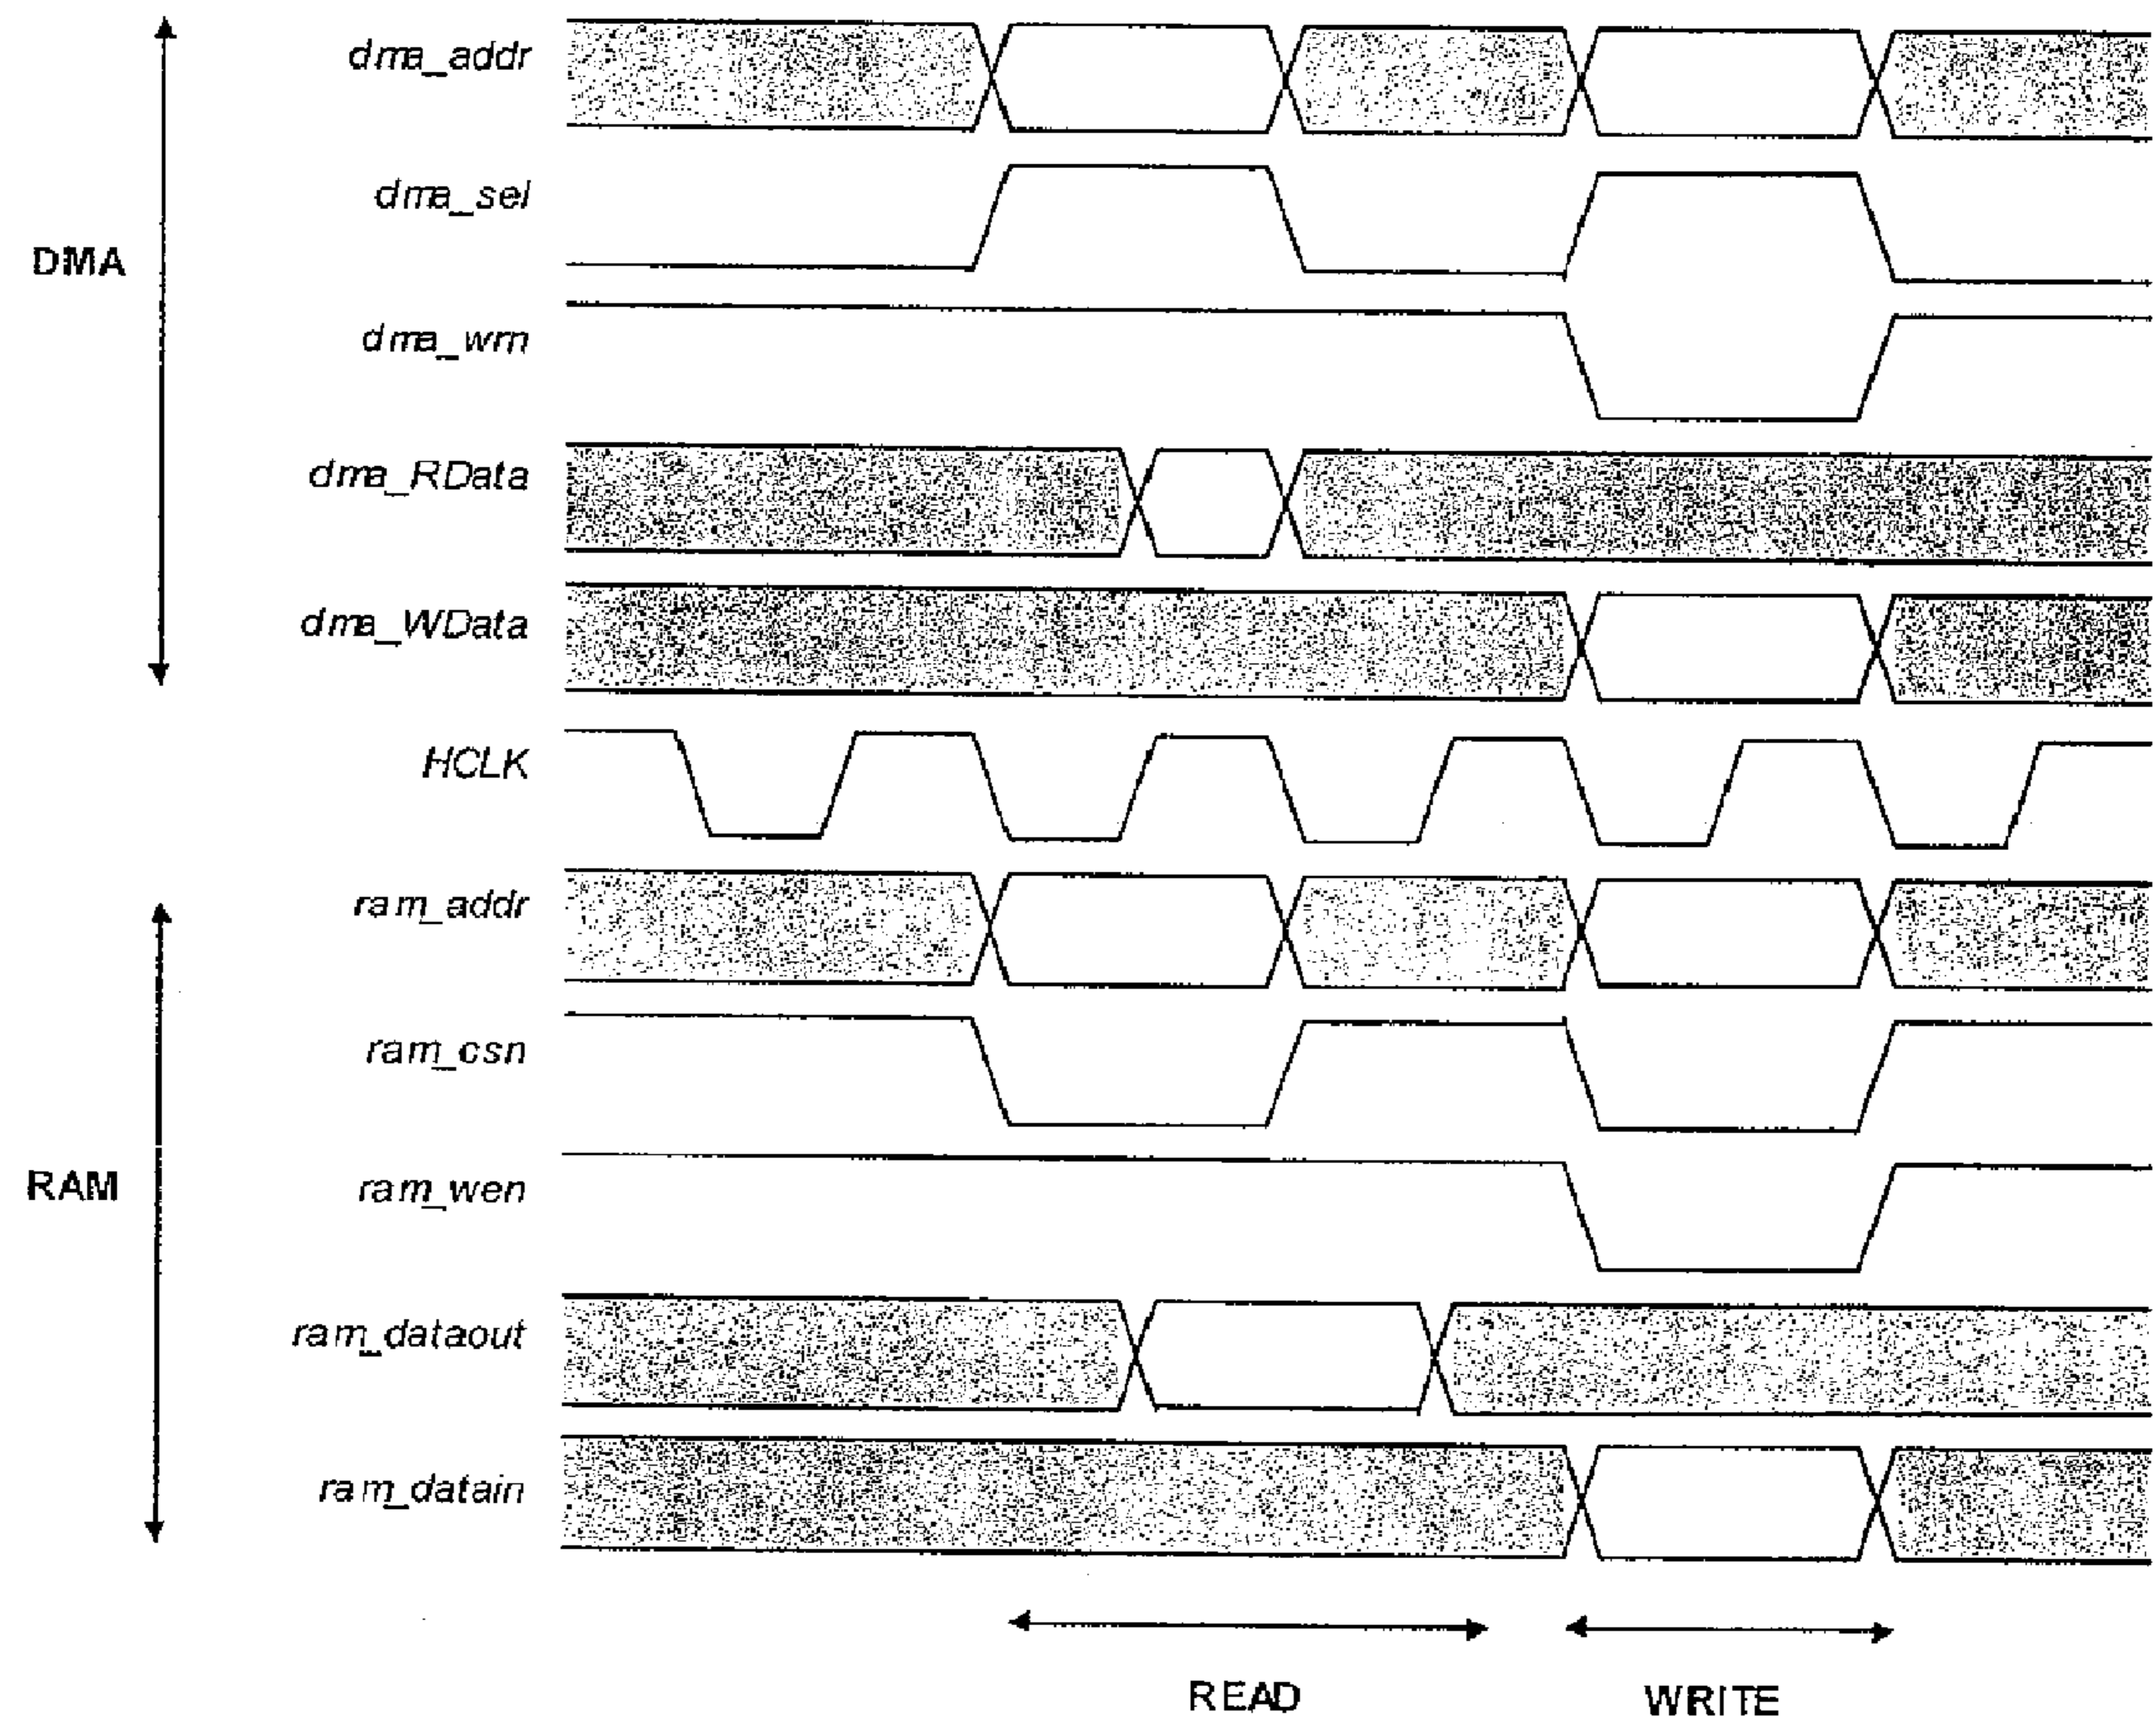 dma_addr
dma_sel
DMA
dma_wrn
dma_RData
dma_WData
HCLK
ram_addr
ram_csn
RAM
ram_wen
ram_dataout
ram_datain
READ
WRITE